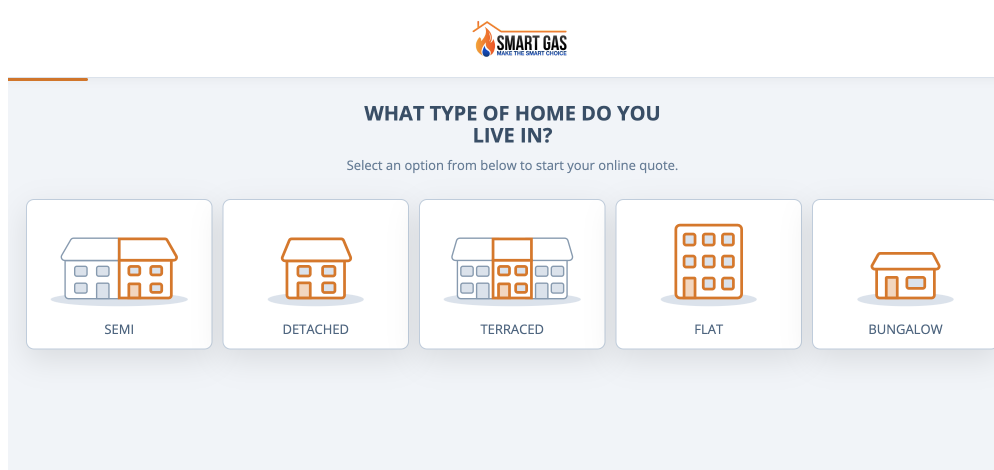 SMART GAS
MAKE THE SMART CHOICE
WHAT TYPE OF HOME DO YOU
LIVE IN?
Select an option from below to start your online quote.
SEMI
DETACHED
TERRACED
FLAT
BUNGALOW